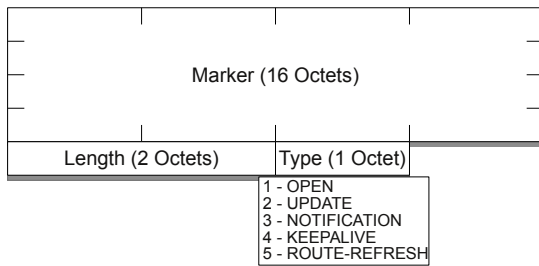 Marker (16 Octets)
Length (2 Octets)
Type (1 Octet)
1 - OPEN
2 - UPDATE
3 - NOTIFICATION
4 - KEEPALIVE
5 - ROUTE-REFRESH